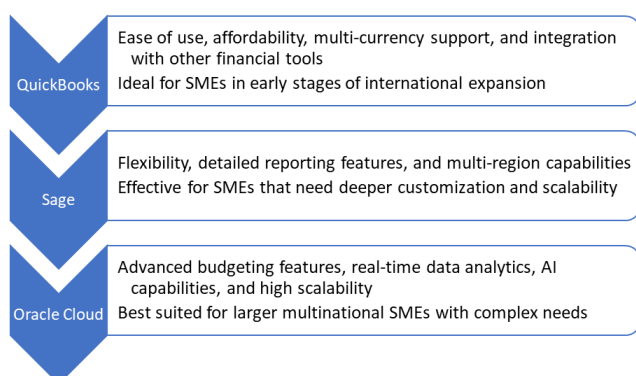 QuickBooks
Ease of use, affordability, multi-currency support, and integration
with other financial tools
Ideal for SMEs in early stages of international expansion
Sage
Flexibility, detailed reporting features, and multi-region capabilities
Effective for SMEs that need deeper customization and scalability
Oracle Cloud
Advanced budgeting features, real-time data analytics, AI
capabilities, and high scalability
Best suited for larger multinational SMEs with complex needs